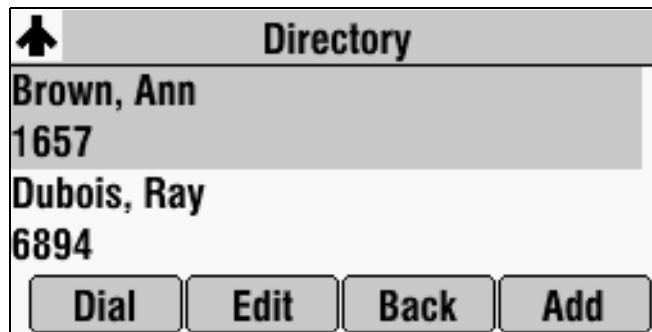 Directory
Brown, Ann
1657
Dubois, Ray
6894
Dial Edit Back Add